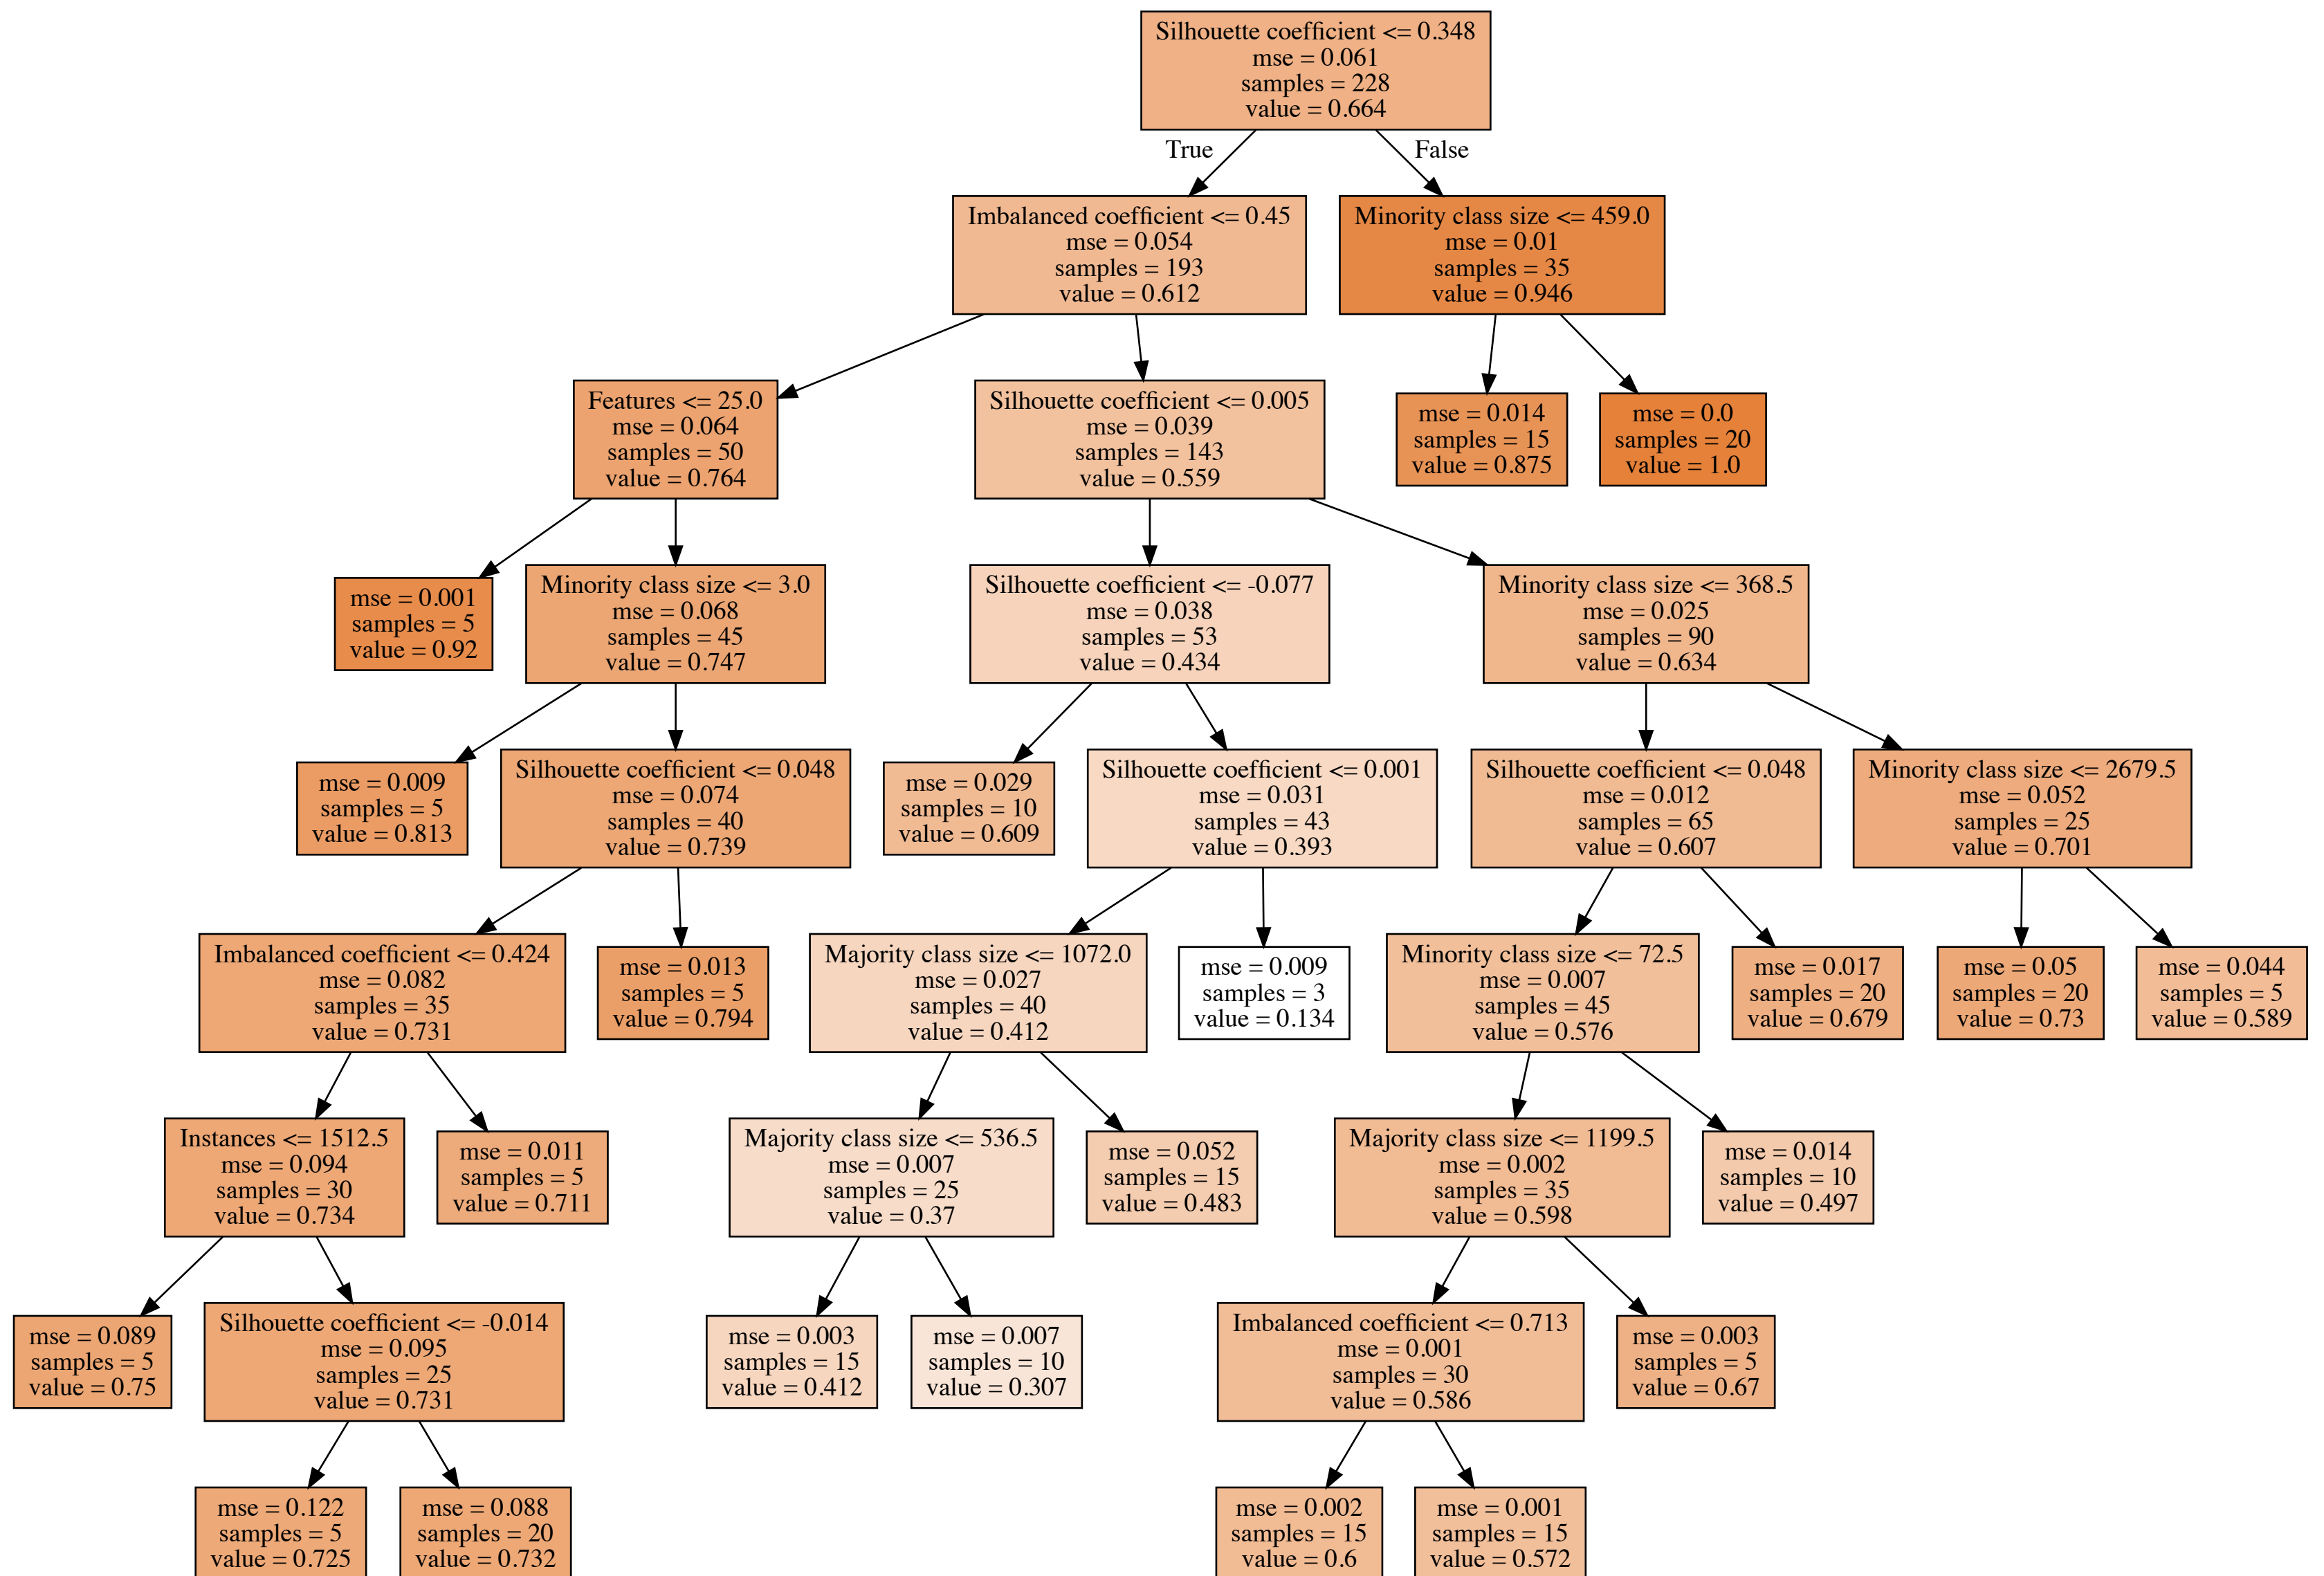 Silhouette coefficient <= 0.348
mse = 0.061
samples = 228
value = 0.664
True
False
Imbalanced coefficient <= 0.45
mse = 0.054
samples = 193
value = 0.612
Minority class size <= 459.0
mse = 0.01
samples = 35
value = 0.946
Features <= 25.0
mse = 0.064
samples = 50
value = 0.764
Silhouette coefficient <= 0.005
mse = 0.039
samples = 143
value = 0.559
mse = 0.014
samples = 15
value = 0.875
mse = 0.0
samples = 20
value = 1.0
mse = 0.001
samples = 5
value = 0.92
Minority class size <= 3.0
mse = 0.068
samples = 45
value = 0.747
Silhouette coefficient <= -0.077
mse = 0.038
samples = 53
value = 0.434
Minority class size <= 368.5
mse = 0.025
samples = 90
value = 0.634
mse = 0.009
samples = 5
value = 0.813
Silhouette coefficient <= 0.048
mse = 0.074
samples = 40
value = 0.739
mse = 0.029
samples = 10
value = 0.609
Silhouette coefficient <= 0.001
mse = 0.031
samples = 43
value = 0.393
Silhouette coefficient <= 0.048
mse = 0.012
samples = 65
value = 0.607
Minority class size <= 2679.5
mse = 0.052
samples = 25
value = 0.701
Imbalanced coefficient <= 0.424
mse = 0.082
samples = 35
value = 0.731
mse = 0.013
samples = 5
value = 0.794
Majority class size <= 1072.0
mse = 0.027
samples = 40
value = 0.412
mse = 0.009
samples = 3
value = 0.134
Minority class size <= 72.5
mse = 0.007
samples = 45
value = 0.576
mse = 0.017
samples = 20
value = 0.679
mse = 0.05
samples = 20
value = 0.73
mse = 0.044
samples = 5
value = 0.589
Instances <= 1512.5
mse = 0.094
samples = 30
value = 0.734
mse = 0.011
samples = 5
value = 0.711
Majority class size <= 536.5
mse = 0.007
samples = 25
value = 0.37
mse = 0.052
samples = 15
value = 0.483
Majority class size <= 1199.5
mse = 0.002
samples = 35
value = 0.598
mse = 0.014
samples = 10
value = 0.497
mse = 0.089
samples = 5
value = 0.75
Silhouette coefficient <= -0.014
mse = 0.095
samples = 25
value = 0.731
mse = 0.003
samples = 15
value = 0.412
mse = 0.007
samples = 10
value = 0.307
Imbalanced coefficient <= 0.713
mse = 0.001
samples = 30
value = 0.586
mse = 0.003
samples = 5
value = 0.67
mse = 0.122
samples = 5
value = 0.725
mse = 0.088
samples = 20
value = 0.732
mse = 0.002
samples = 15
value = 0.6
mse = 0.001
samples = 15
value = 0.572